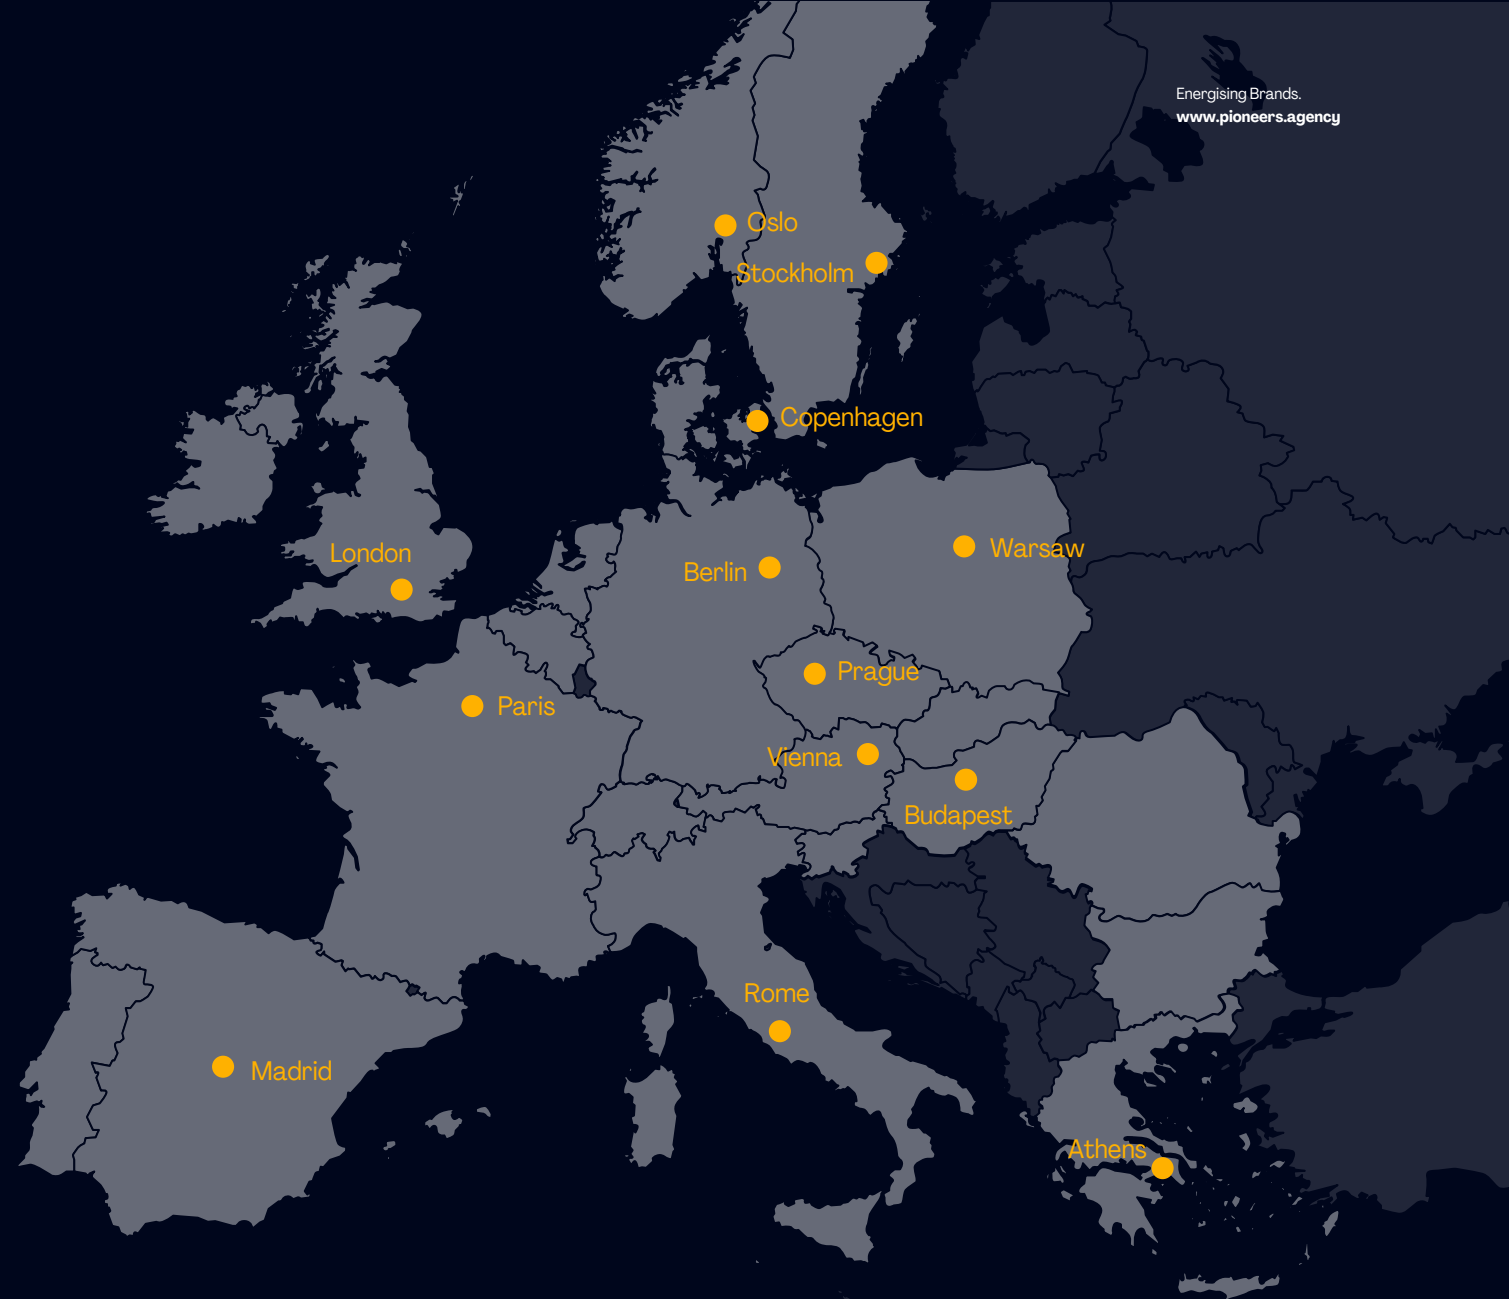 Energising Brands.
www.pioneers.agency
Oslo
Stockholm
Copenhagen
London
Berlin
Warsaw
Prague
Paris
Vienna
Budapest
Rome
Madrid
Athens